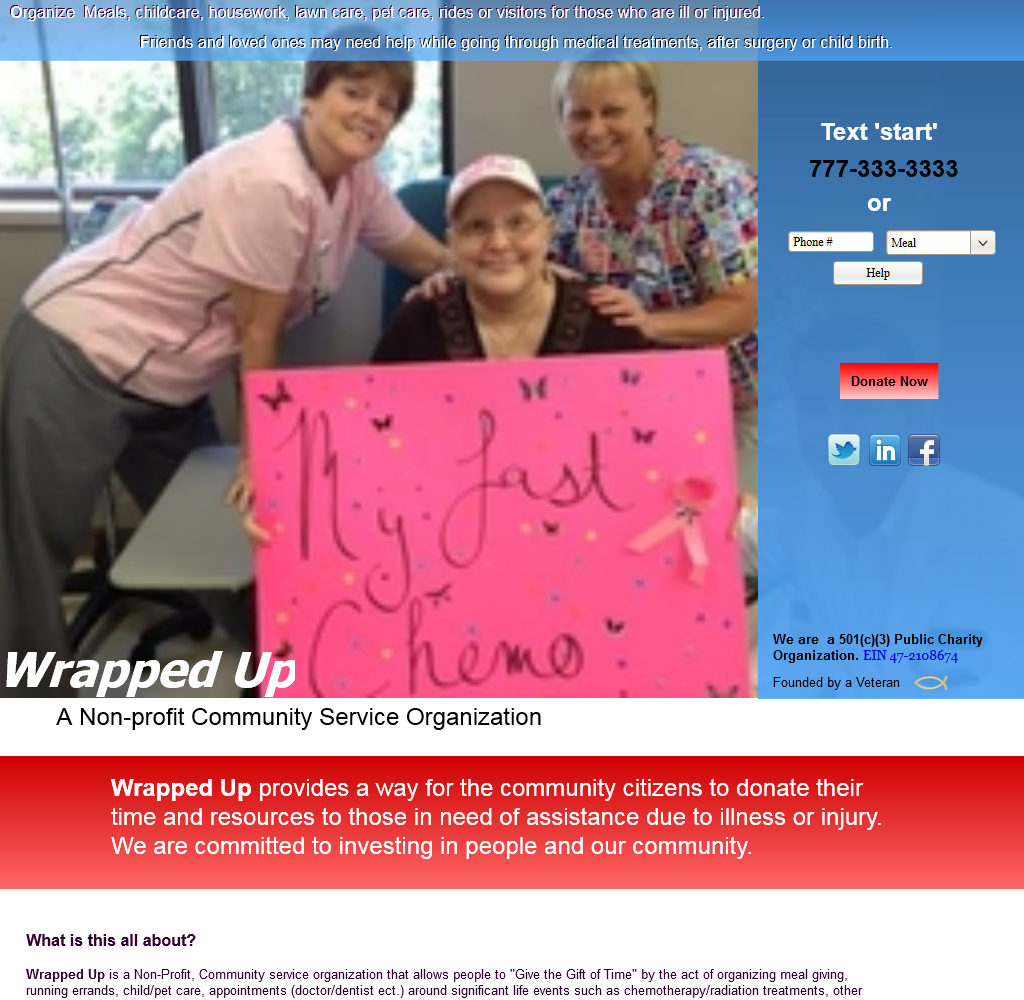 Organize  Meals, childcare, housework, lawn care, pet care, rides or visitors for those who are ill or injured.
Friends and loved ones may need help while going through medical treatments, after surgery or child birth.
Text 'start'
777-333-3333
or
Phone #
Meal
Help
Donate Now
in
f
My Last
Chemo
We are  a 501(c)(3) Public Charity
Organization. EIN 47-2108674
Founded by a Veteran
Wrapped Up
A Non-profit Community Service Organization
Wrapped Up provides a way for the community citizens to donate their
time and resources to those in need of assistance due to illness or injury.
We are committed to investing in people and our community.
What is this all about?
Wrapped Up is a Non-Profit, Community service organization that allows people to "Give the Gift of Time" by the act of organizing meal giving,
running errands, child/pet care, appointments (doctor/dentist ect.) around significant life events such as chemotherapy/radiation treatments, other